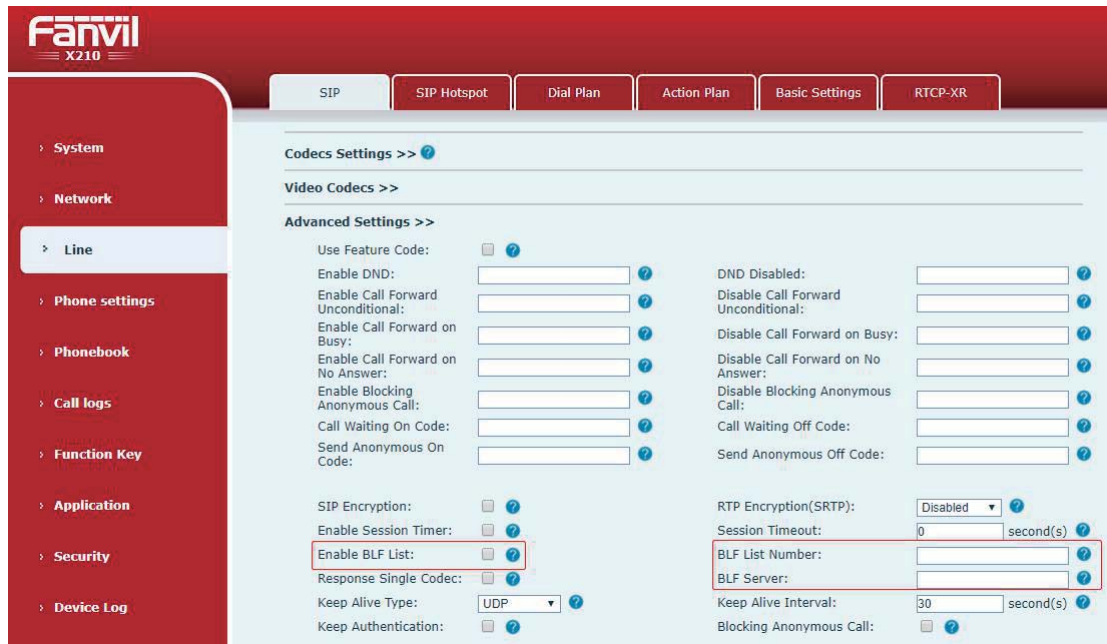 Fanvil
X210
SIP
SIP Hotspot
Dial Plan
Action Plan
Basic Settings
RTCP-XR
› System
› Network
› Line
› Phone settings
› Phonebook
› Call logs
› Function Key
› Application
› Security
› Device Log
Codecs Settings >> ?
Video Codecs >>
Advanced Settings >>
Use Feature Code: ?
Enable DND: ? DND Disabled: ?
Enable Call Forward Unconditional: ? Disable Call Forward Unconditional: ?
Enable Call Forward on Busy: ? Disable Call Forward on Busy: ?
Enable Call Forward on No Answer: ? Disable Call Forward on No Answer: ?
Enable Blocking Anonymous Call: ? Disable Blocking Anonymous Call: ?
Call Waiting On Code: ? Call Waiting Off Code: ?
Send Anonymous On Code: ? Send Anonymous Off Code: ?
SIP Encryption: ? RTP Encryption(SRTP): Disabled ?
Enable Session Timer: ? Session Timeout: 0 second(s) ?
Enable BLF List: ? BLF List Number: ?
Response Single Codec: ? BLF Server: ?
Keep Alive Type: UDP ? Keep Alive Interval: 30 second(s) ?
Keep Authentication: ? Blocking Anonymous Call: ?